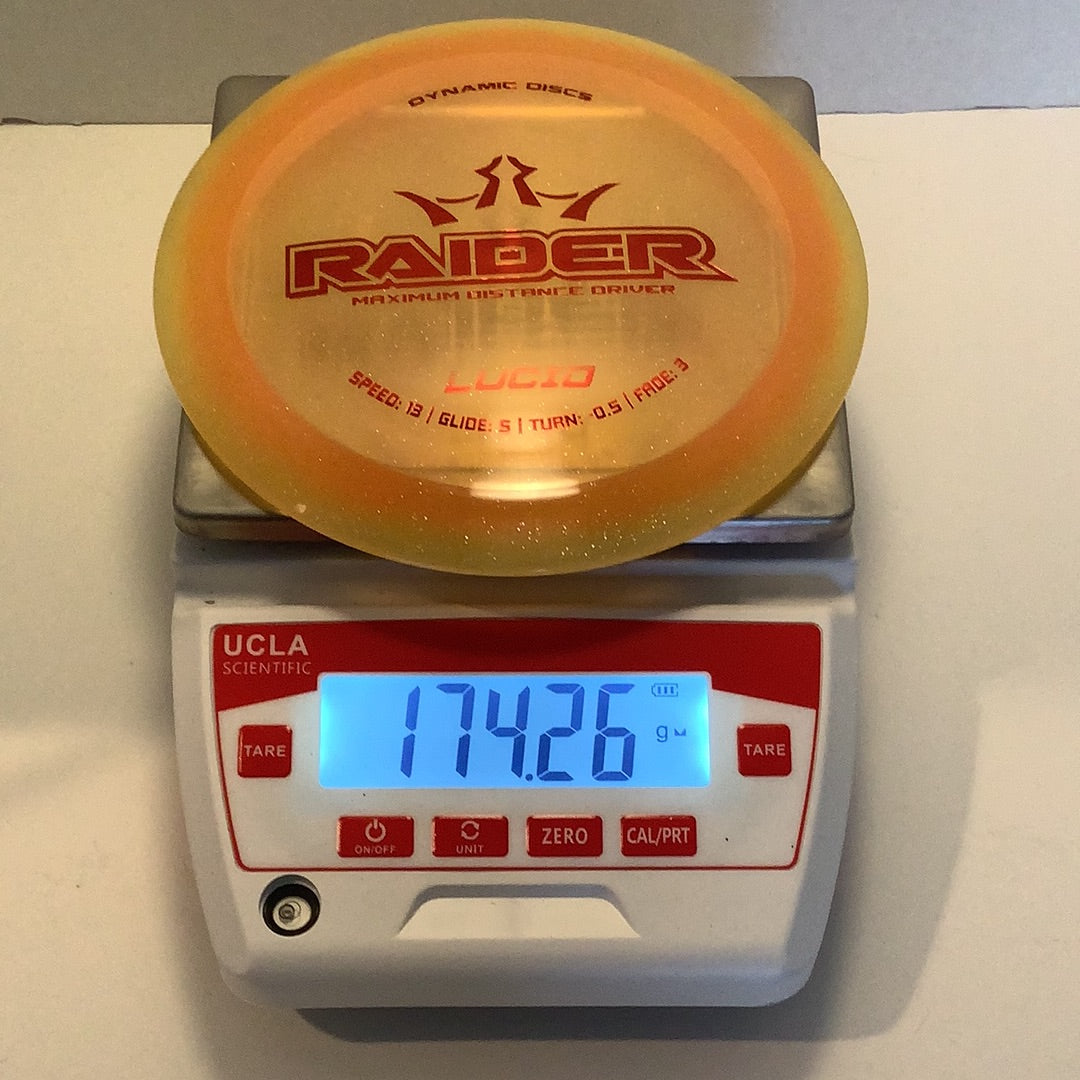 DYNAMIC DISCS
RAIDER
MAXIMUM DISTANCE DRIVER
LUCID
SPEED: 13 | GLIDE: 5 | TURN: -0.5 | FADE: 3
UCLA
SCIENTIFIC
174.26
g
TARE
TARE
ON/OFF
UNIT
ZERO
CAL/PRT